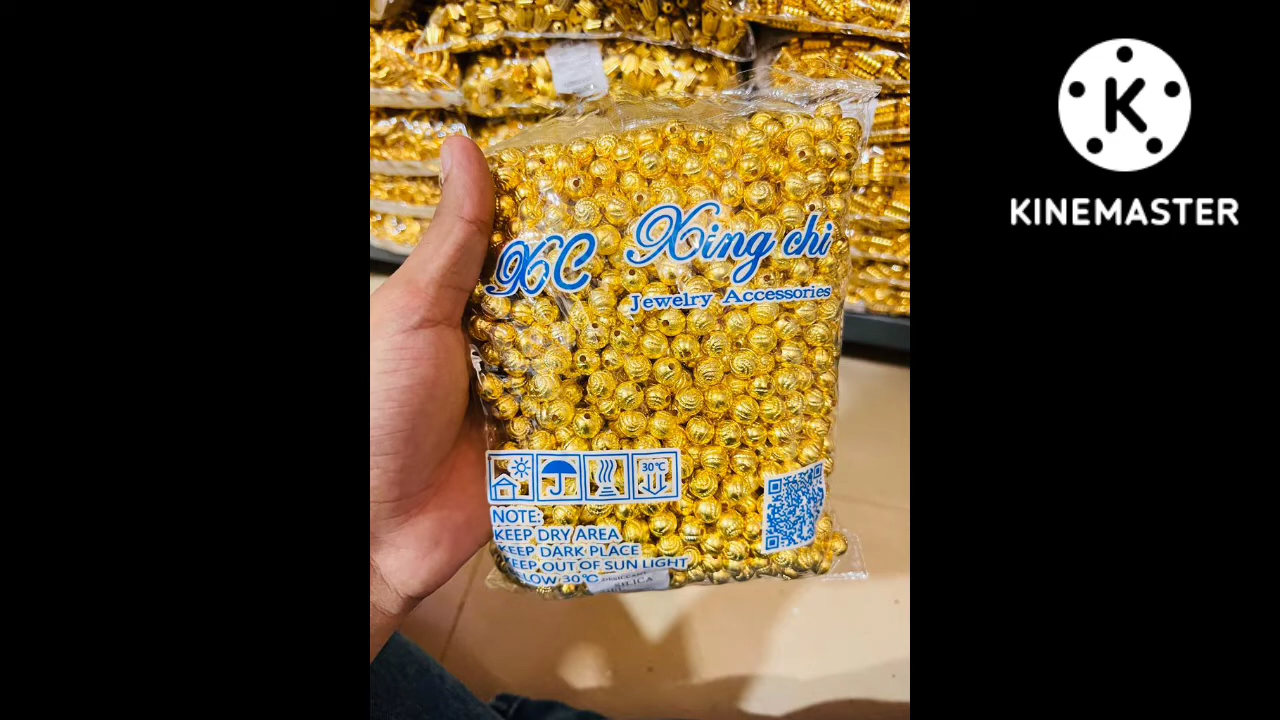 KINEMASTER
XC
Xing chi
Jewelry Accessories
30℃
NOTE:
KEEP DRY AREA
KEEP DARK PLACE
KEEP OUT OF SUN LIGHT
LOW 30℃
SILICA